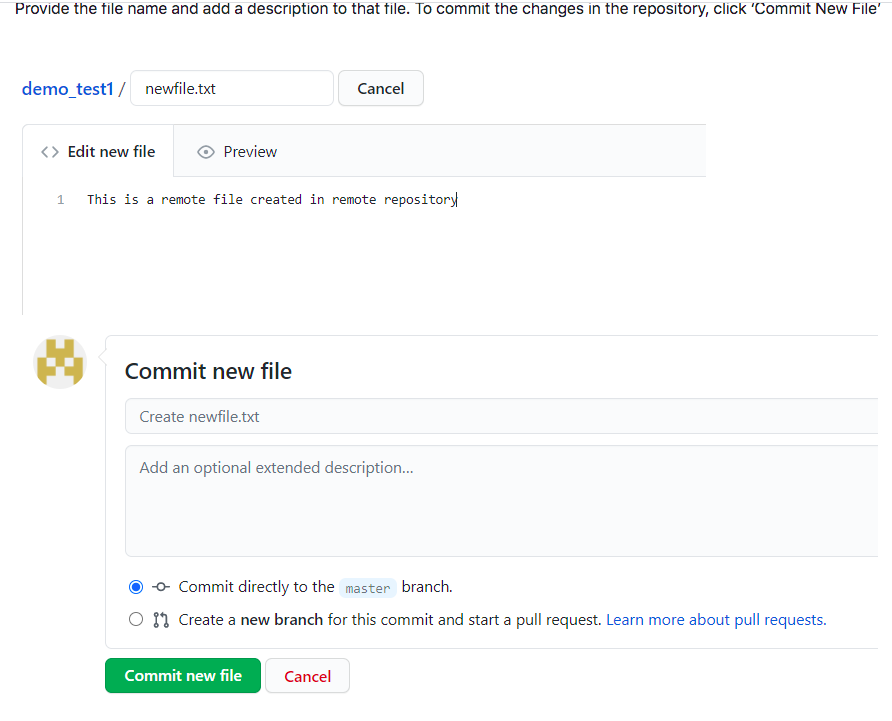 Provide the file name and add a description to that file. To commit the changes in the repository, click ‘Commit New File’
demo_test1 / newfile.txt Cancel
<> Edit new file Preview
1 This is a remote file created in remote repository
Commit new file
Create newfile.txt
Add an optional extended description...
Commit directly to the master branch.
Create a new branch for this commit and start a pull request. Learn more about pull requests.
Commit new file Cancel